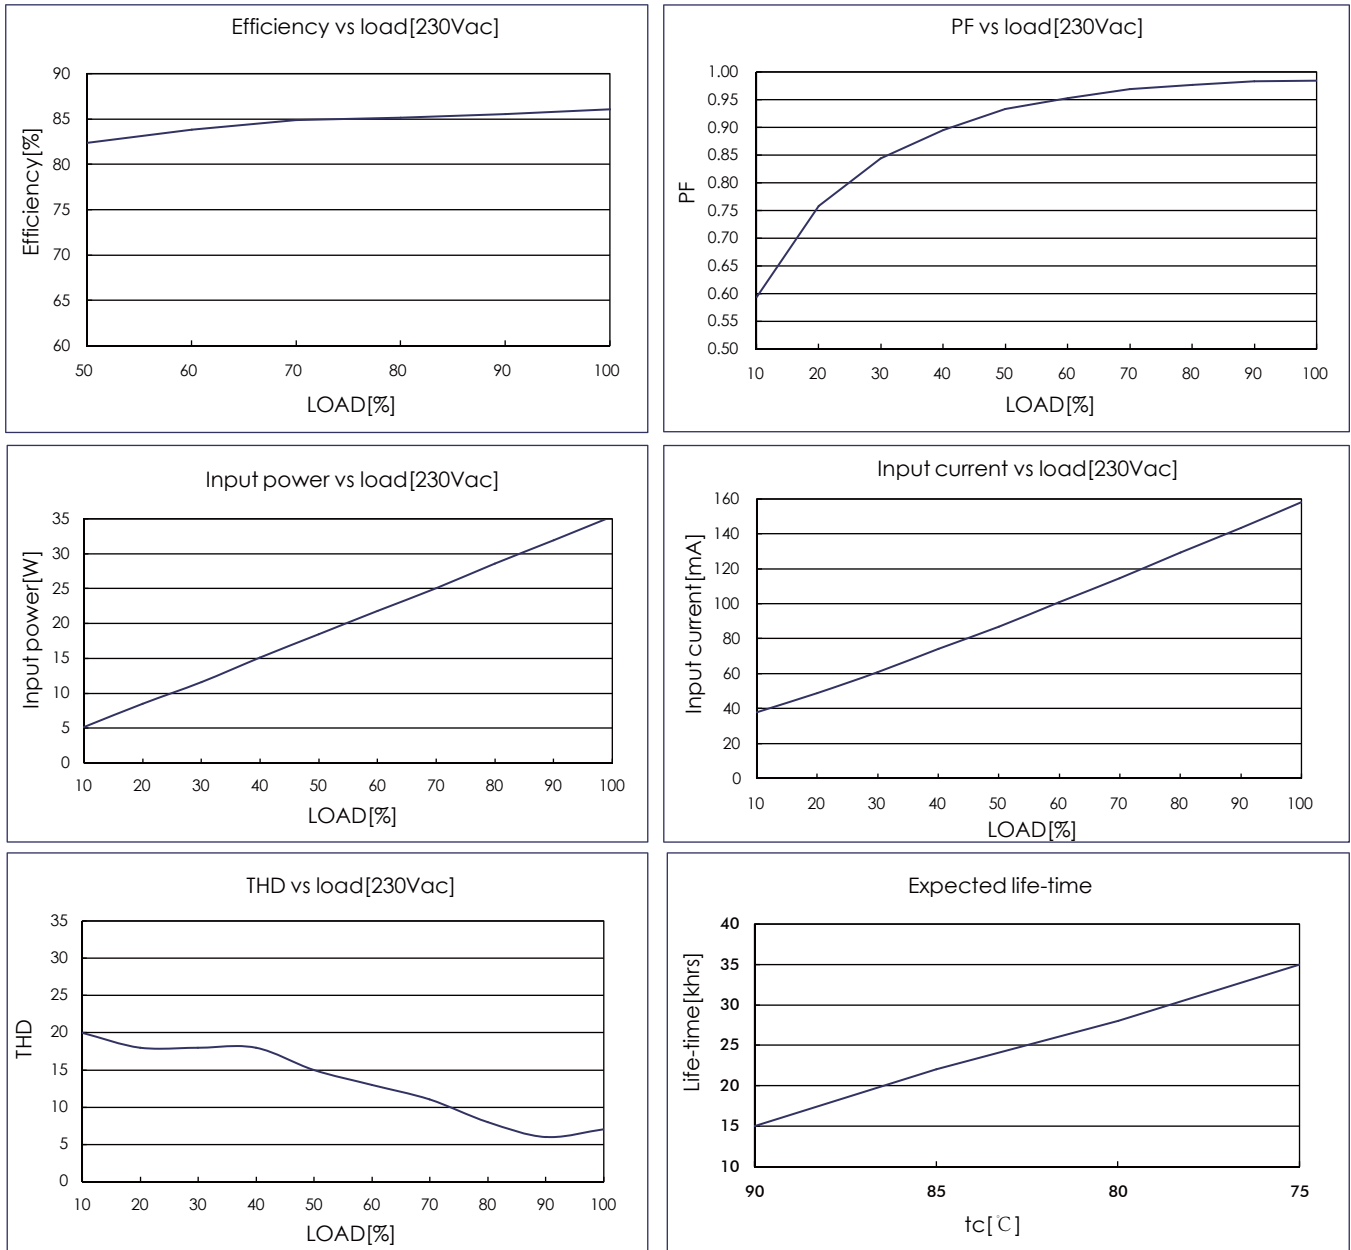 Efficiency vs load[230Vac]
90
85
80
75
70
65
60
Efficiency[%]
50 60 70 80 90 100
LOAD[%]
PF vs load[230Vac]
1.00
0.95
0.90
0.85
0.80
0.75
0.70
0.65
0.60
0.55
0.50
PF
10 20 30 40 50 60 70 80 90 100
LOAD[%]
Input power vs load[230Vac]
35
30
25
20
15
10
5
0
Input power[W]
10 20 30 40 50 60 70 80 90 100
LOAD[%]
Input current vs load[230Vac]
160
140
120
100
80
60
40
20
0
Input current[mA]
10 20 30 40 50 60 70 80 90 100
LOAD[%]
THD vs load[230Vac]
35
30
25
20
15
10
5
0
THD
10 20 30 40 50 60 70 80 90 100
LOAD[%]
Expected life-time
40
35
30
25
20
15
10
Life-time[khrs]
90 85 80 75
tc[℃]